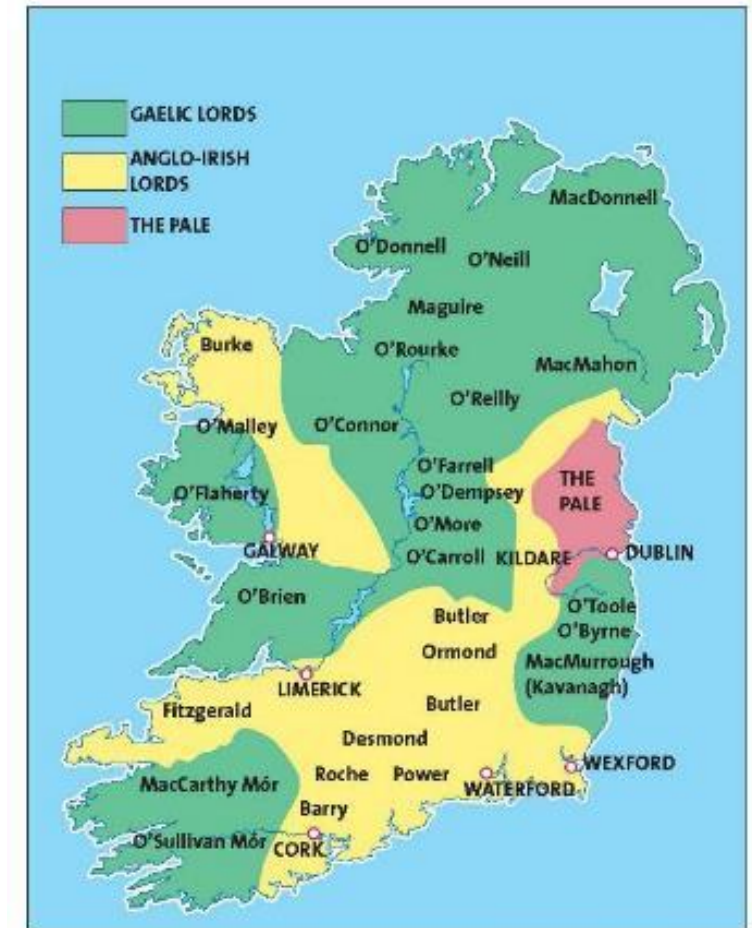 GAELIC LORDS
ANGLO-IRISH
LORDS
THE PALE
MacDonnell
O'Donnell
O'Neill
Maguire
Burke
O'Rourke
MacMahon
O'Reilly
O'Malley
O'Connor
O'Farrell
THE
PALE
O'Flaherty
O'Dempsey
O'More
GALWAY
O'Carroll
KILDARE
DUBLIN
O'Brien
O'Toole
Butler
O'Byrne
Ormond
MacMurrough
(Kavanagh)
LIMERICK
Fitzgerald
Butler
Desmond
WEXFORD
MacCarthy Mór
Roche
Power
WATERFORD
Barry
O'Sullivan Mór
CORK